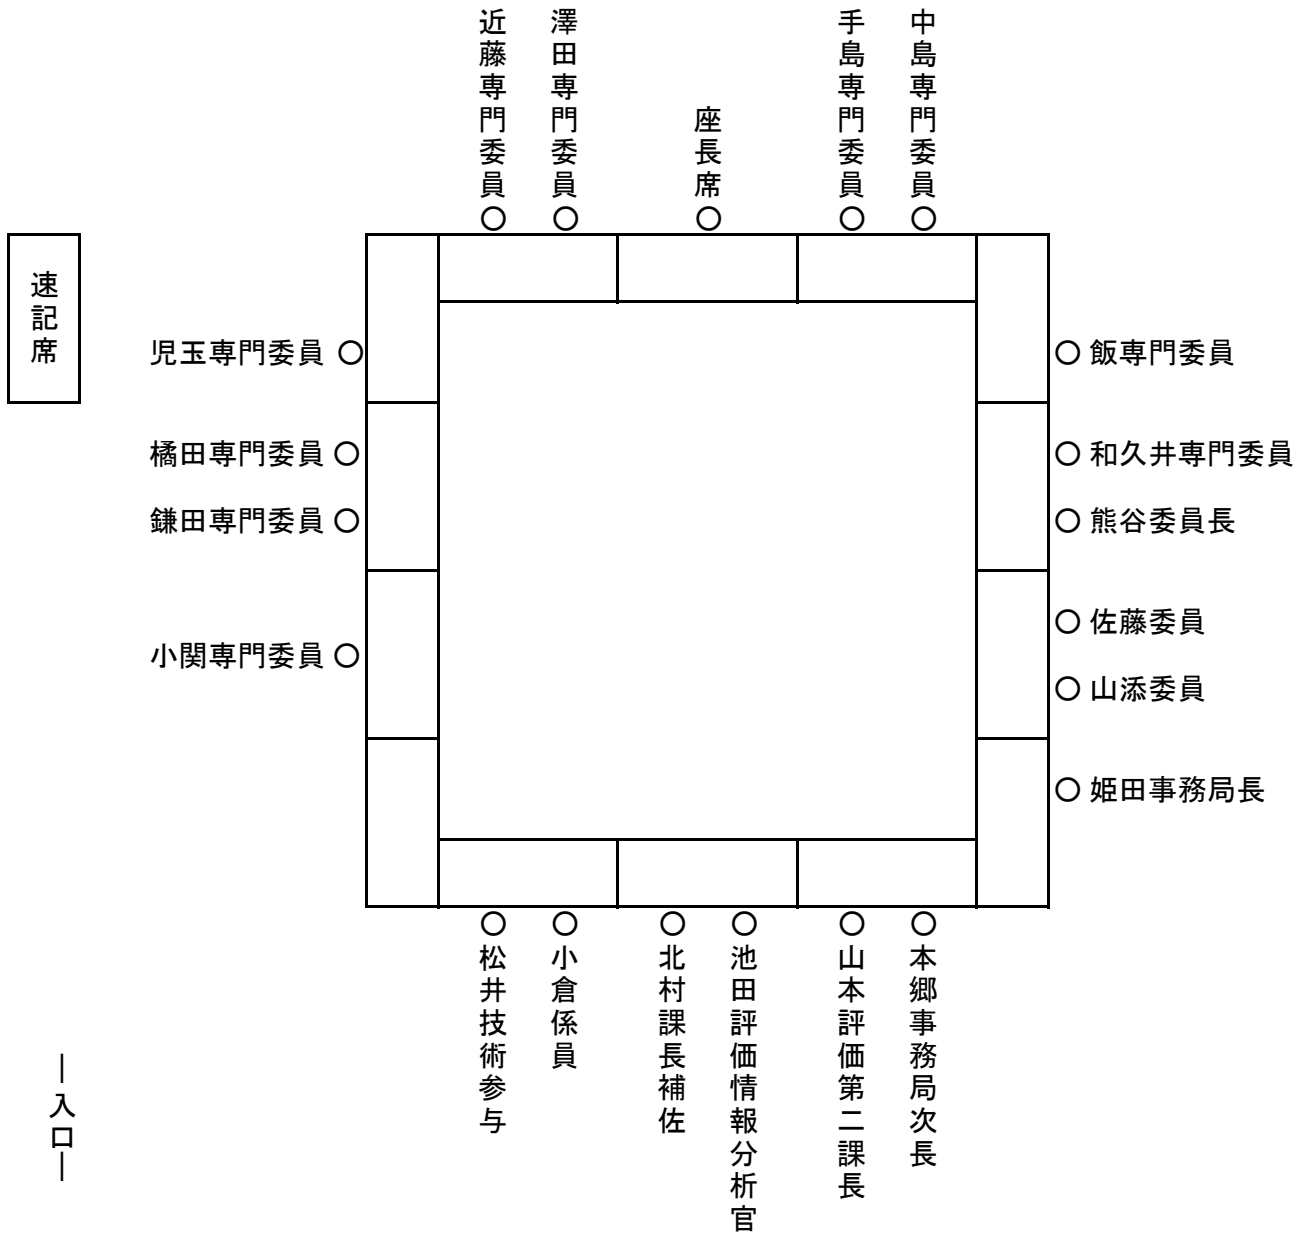 近藤専門委員
澤田専門委員
座長席
手島専門委員
中島専門委員
速記席
児玉専門委員
橘田専門委員
鎌田専門委員
小関専門委員
飯専門委員
和久井専門委員
熊谷委員長
佐藤委員
山添委員
姫田事務局長
松井技術参与
小倉係員
北村課長補佐
池田評価情報分析官
山本評価第二課長
本郷事務局次長
―入口―